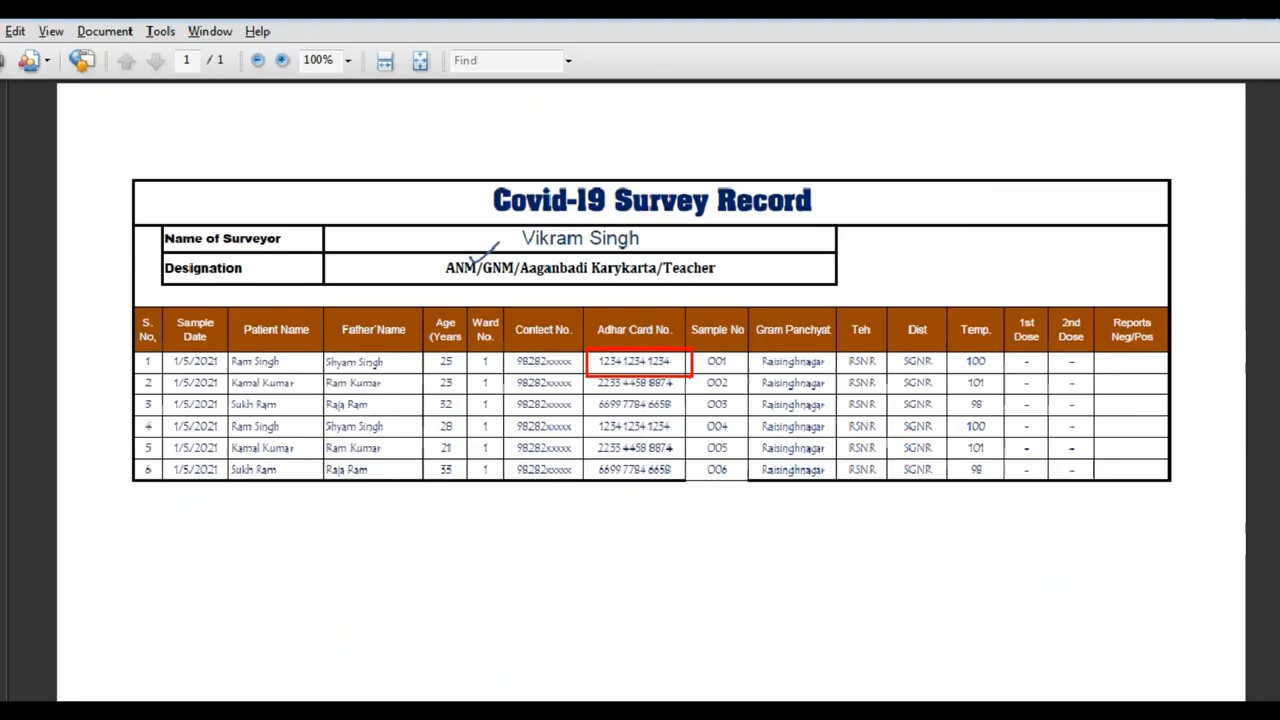 Edit View Document Tools Window Help
1 / 1 100% Find
Covid-19 Survey Record
Name of Surveyor Vikram Singh
Designation ANM/GNM/Aaganbadi Karykarta/Teacher
S. No, Sample Date Patient Name Father'Name Age (Years Ward No. Contect No. Adhar Card No. Sample No Gram Panchyat Teh Dist Temp. 1st Dose 2nd Dose Reports Neg/Pos
1 1/5/2021 Ram Singh Shyam Singh 25 1 98282xxxxx 1234 1234 1234 001 Raisinghnagar RSNR SGNR 100 - -
2 1/5/2021 Kamal Kumar Ram Kumar 23 1 98282xxxxx 2233 4458 8874 002 Raisinghnagar RSNR SGNR 101 - -
3 1/5/2021 Sukh Ram Raja Ram 32 1 98282xxxxx 6699 7784 6658 003 Raisinghnagar RSNR SGNR 98 - -
4 1/5/2021 Ram Singh Shyam Singh 28 1 98282xxxxx 1234 1234 1234 004 Raisinghnagar RSNR SGNR 100 - -
5 1/5/2021 Kamal Kumar Ram Kumar 21 1 98282xxxxx 2233 4458 8874 005 Raisinghnagar RSNR SGNR 101 - -
6 1/5/2021 Sukh Ram Raja Ram 33 1 98282xxxxx 6699 7784 6658 006 Raisinghnagar RSNR SGNR 98 - -